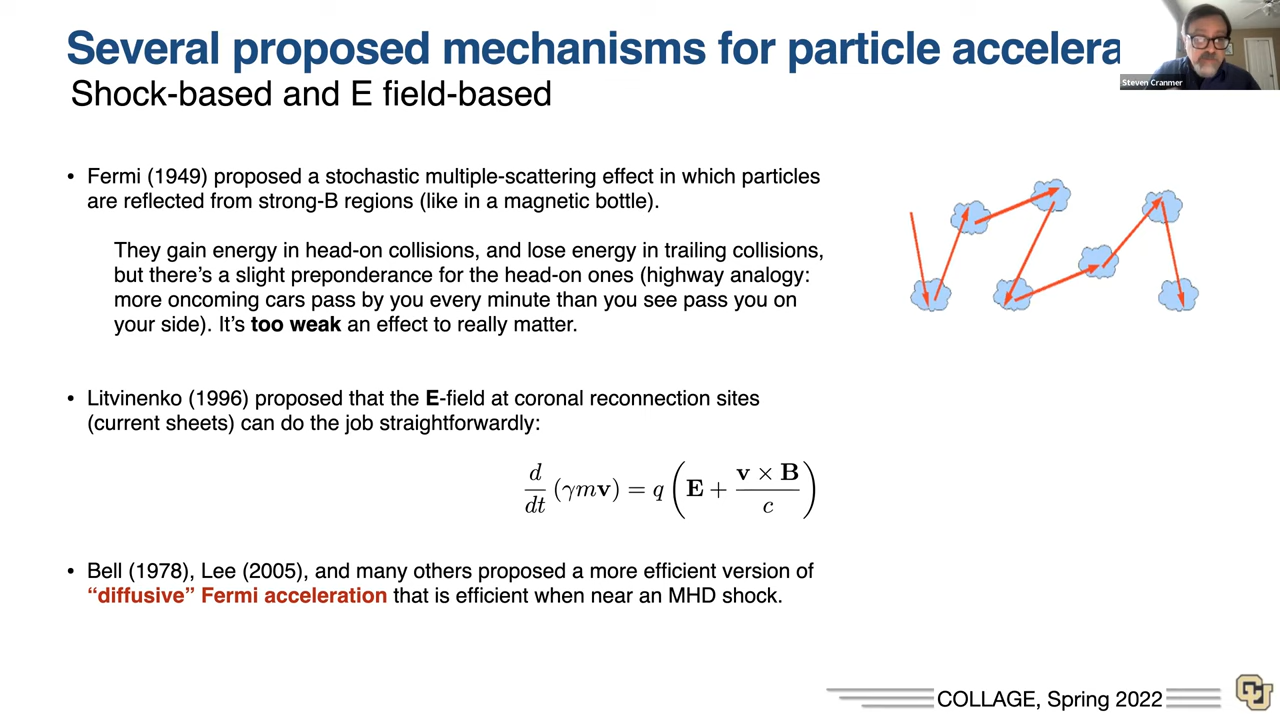 Several proposed mechanisms for particle accelera
Steven Cranmer
Shock-based and E field-based
• Fermi (1949) proposed a stochastic multiple-scattering effect in which particles
are reflected from strong-B regions (like in a magnetic bottle).
They gain energy in head-on collisions, and lose energy in trailing collisions,
but there’s a slight preponderance for the head-on ones (highway analogy:
more oncoming cars pass by you every minute than you see pass you on
your side). It’s too weak an effect to really matter.
• Litvinenko (1996) proposed that the E-field at coronal reconnection sites
(current sheets) can do the job straightforwardly:
d/dt (γmv) = q (E + v × B / c)
• Bell (1978), Lee (2005), and many others proposed a more efficient version of
“diffusive” Fermi acceleration that is efficient when near an MHD shock.
COLLAGE, Spring 2022
CU